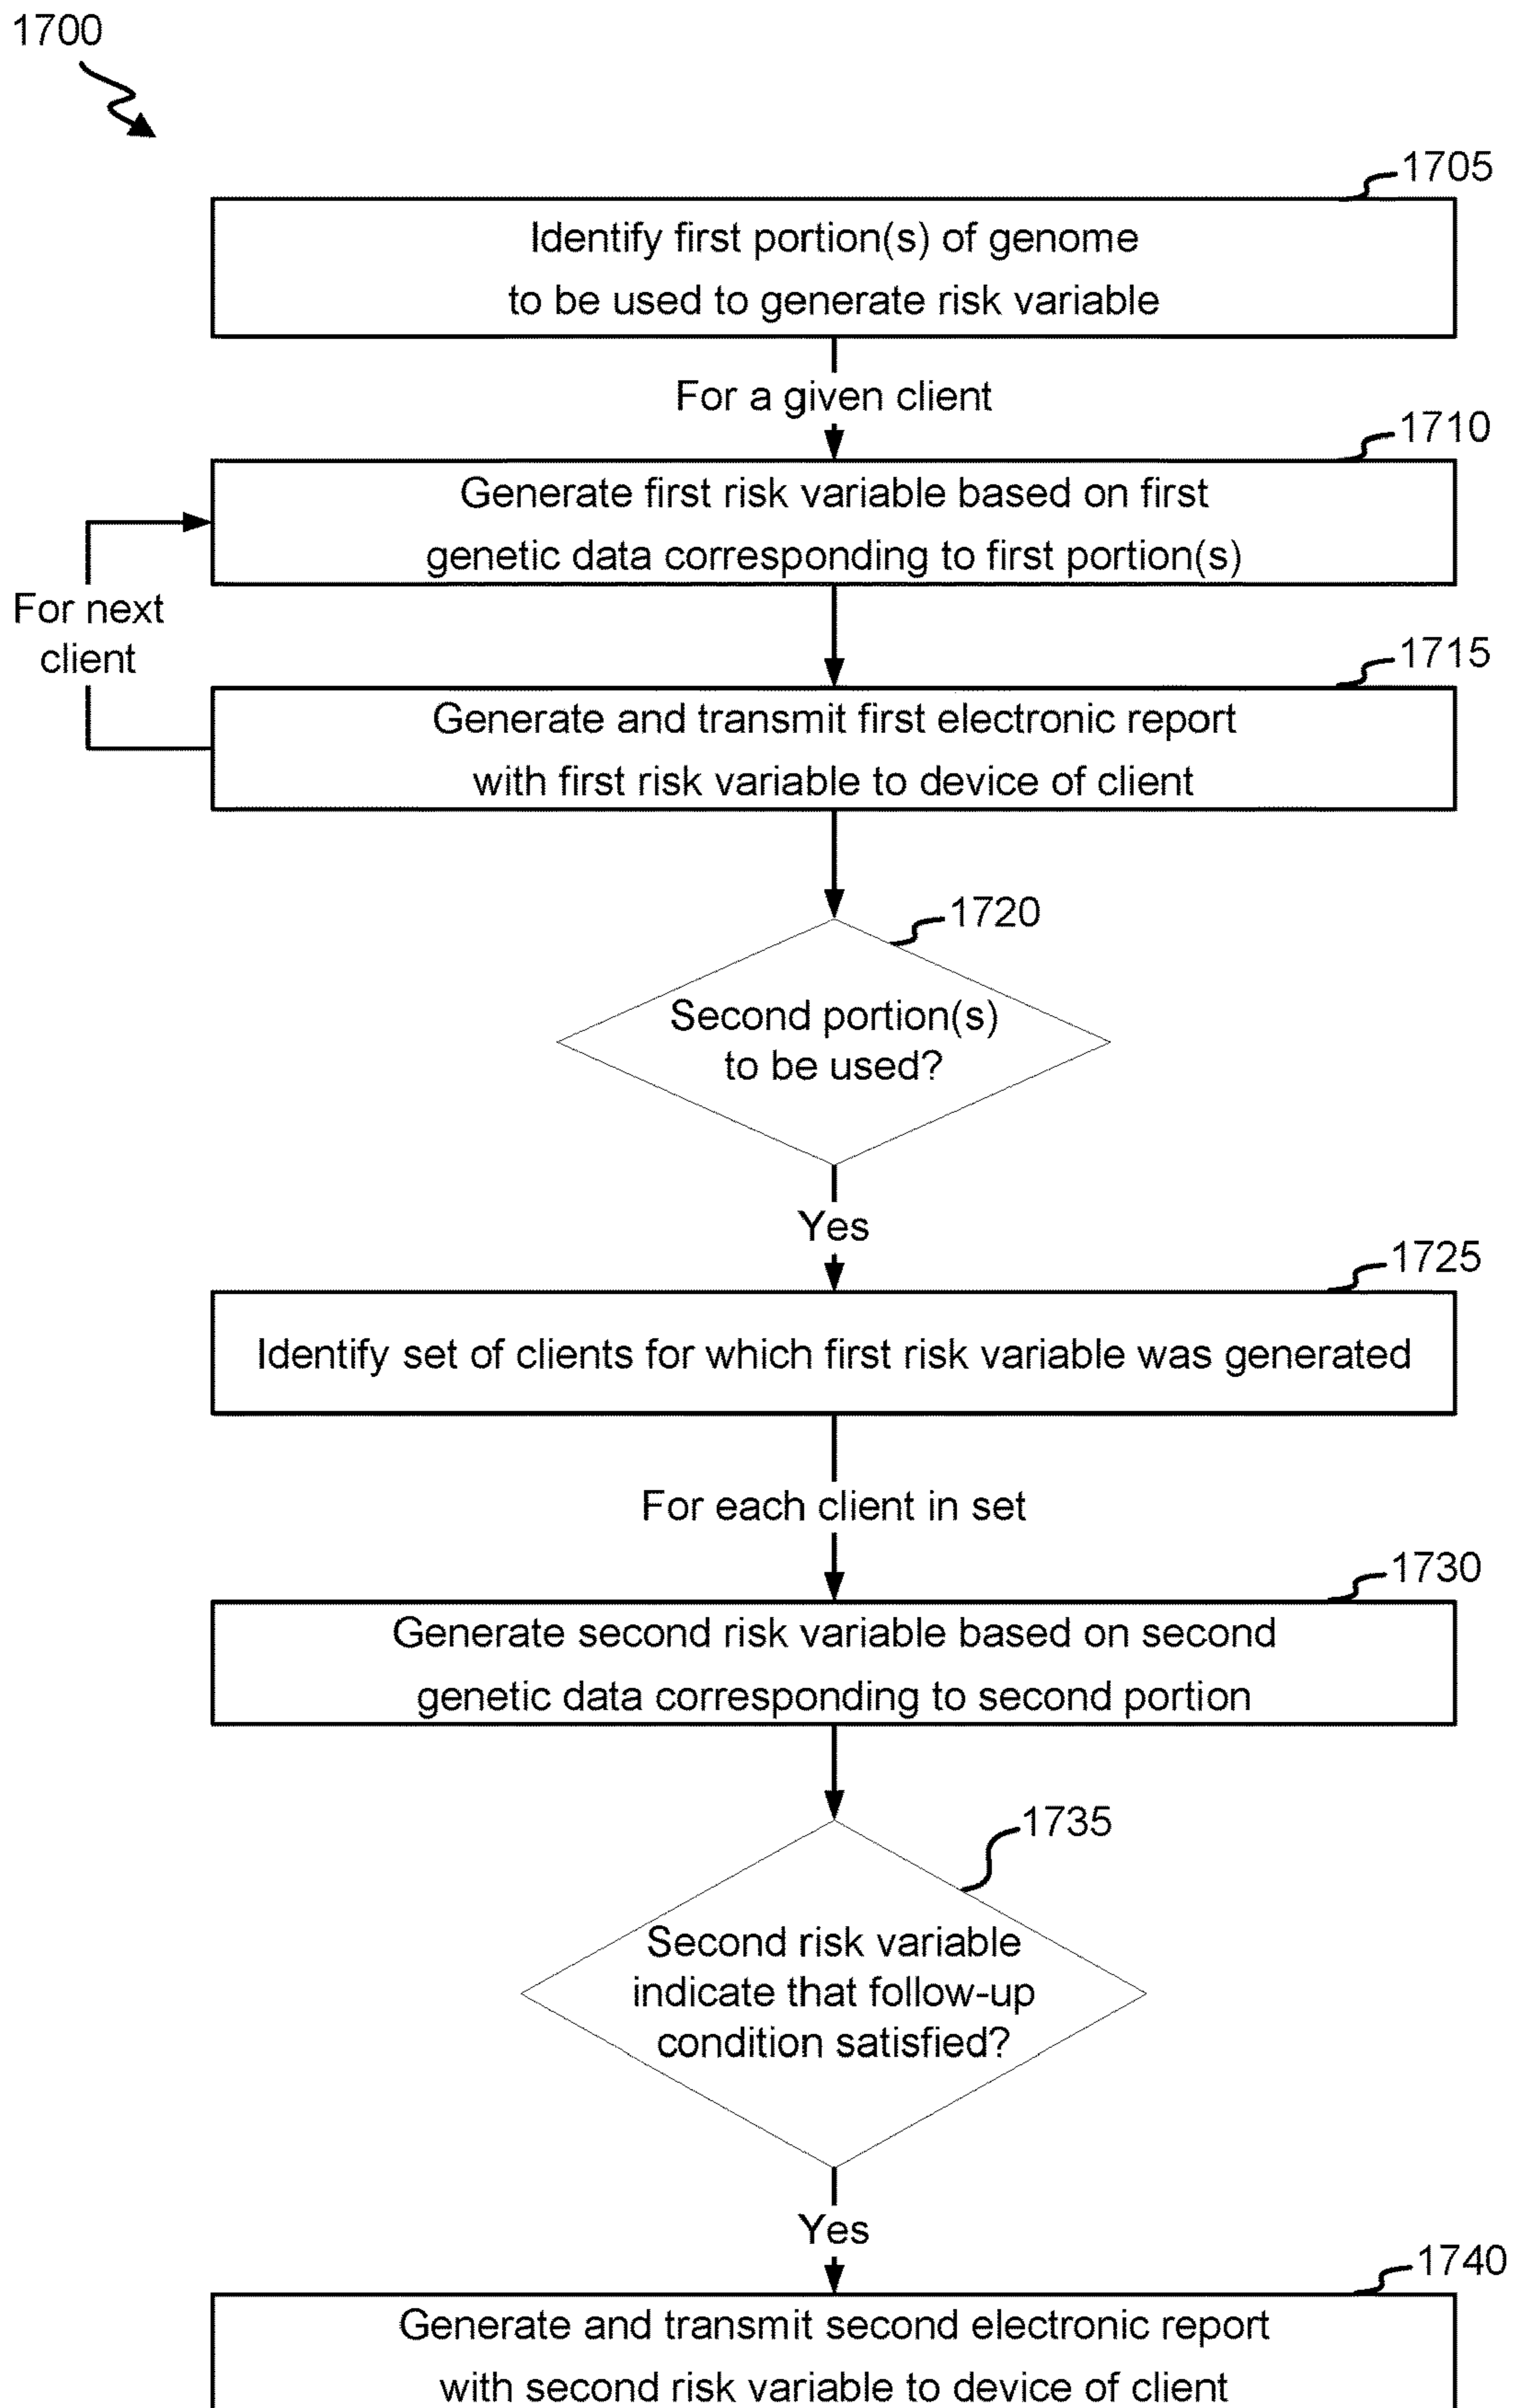 1700
1705
Identify first portion(s) of genome
to be used to generate risk variable
For a given client
1710
Generate first risk variable based on first
genetic data corresponding to first portion(s)
For next
client
1715
Generate and transmit first electronic report
with first risk variable to device of client
1720
Second portion(s)
to be used?
Yes
1725
Identify set of clients for which first risk variable was generated
For each client in set
1730
Generate second risk variable based on second
genetic data corresponding to second portion
1735
Second risk variable
indicate that follow-up
condition satisfied?
Yes
1740
Generate and transmit second electronic report
with second risk variable to device of client